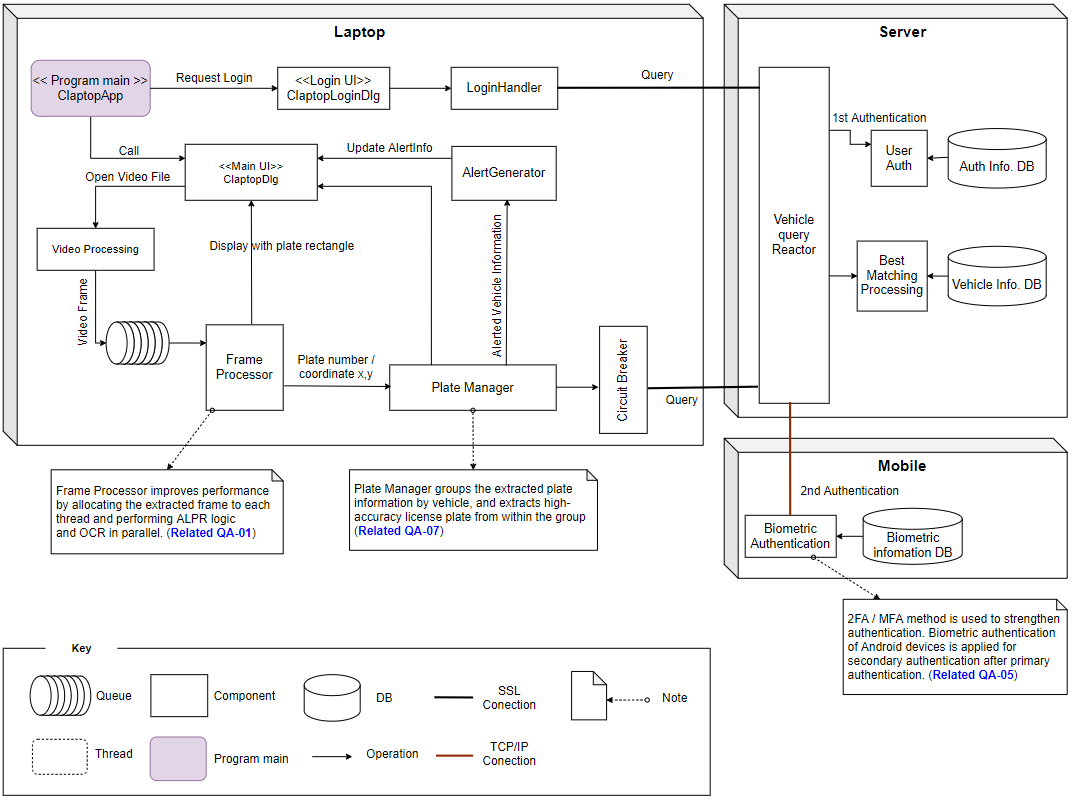 Laptop
<< Program main >>
ClaptopApp
Request Login
<<Login UI>>
ClaptopLoginDlg
LoginHandler
Query
Call
<<Main UI>>
ClaptopDlg
Update AlertInfo
AlertGenerator
Open Video File
Video Processing
Display with plate rectangle
Alerted Vehicle Information
Video Frame
Frame
Processor
Plate number /
coordinate x,y
Plate Manager
Circuit Breaker
Query
Frame Processor improves performance
by allocating the extracted frame to each
thread and performing ALPR logic
and OCR in parallel. (Related QA-01)
Plate Manager groups the extracted plate
information by vehicle, and extracts high-
accuracy license plate from within the group
(Related QA-07)
Server
Vehicle
query
Reactor
1st Authentication
User
Auth
Auth Info. DB
Best
Matching
Processing
Vehicle Info. DB
Mobile
2nd Authentication
Biometric
Authentication
Biometric
infomation DB
2FA / MFA method is used to strengthen
authentication. Biometric authentication
of Android devices is applied for
secondary authentication after primary
authentication. (Related QA-05)
Key
Queue
Component
DB
SSL
Conection
Note
Thread
Program main
Operation
TCP/IP
Conection